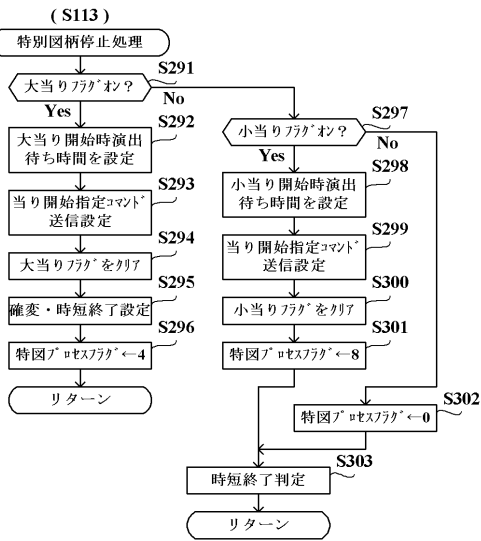 ( S113 )
特別図柄停止処理
S291
大当りﾌﾗｸﾞオン？
Yes
No
S292
大当り開始時演出
待ち時間を設定
S293
当り開始指定ｺﾏﾝﾄﾞ
送信設定
S294
大当りﾌﾗｸﾞをｸﾘｱ
S295
確変・時短終了設定
S296
特図ﾌﾟﾛｾｽﾌﾗｸﾞ←4
リターン
S297
小当りﾌﾗｸﾞオン？
Yes
No
S298
小当り開始時演出
待ち時間を設定
S299
当り開始指定ｺﾏﾝﾄﾞ
送信設定
S300
小当りﾌﾗｸﾞをｸﾘｱ
S301
特図ﾌﾟﾛｾｽﾌﾗｸﾞ←8
S302
特図ﾌﾟﾛｾｽﾌﾗｸﾞ←0
S303
時短終了判定
リターン